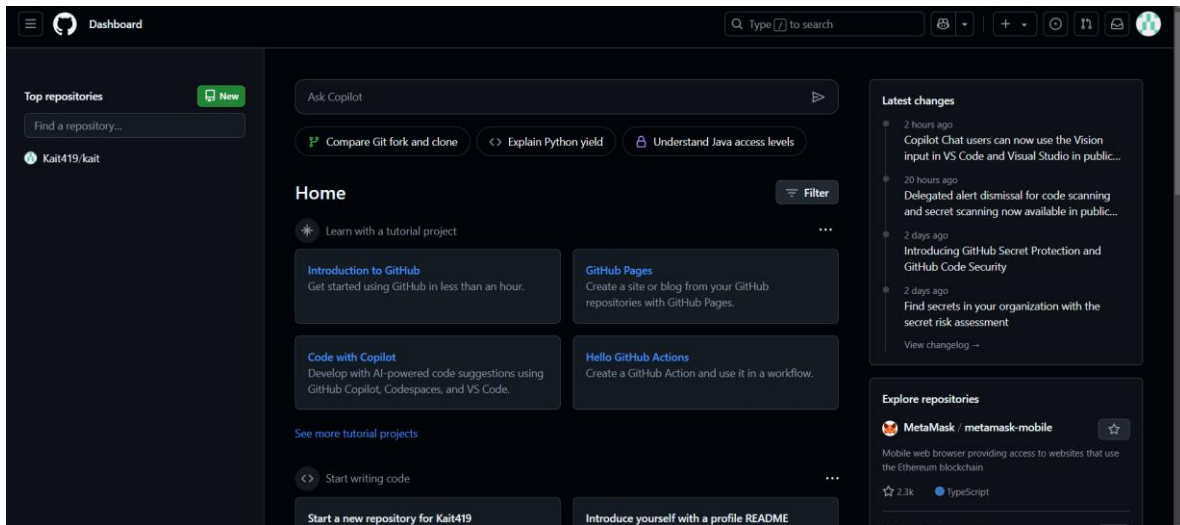 Dashboard
Type / to search
Top repositories
New
Find a repository...
Kait419/kait
Ask Copilot
Compare Git fork and clone
Explain Python yield
Understand Java access levels
Home
Filter
Learn with a tutorial project
Introduction to GitHub
Get started using GitHub in less than an hour.
GitHub Pages
Create a site or blog from your GitHub
repositories with GitHub Pages.
Code with Copilot
Develop with AI-powered code suggestions using
GitHub Copilot, Codespaces, and VS Code.
Hello GitHub Actions
Create a GitHub Action and use it in a workflow.
See more tutorial projects
Start writing code
Start a new repository for Kait419
Introduce yourself with a profile README
Latest changes
2 hours ago
Copilot Chat users can now use the Vision
input in VS Code and Visual Studio in public...
20 hours ago
Delegated alert dismissal for code scanning
and secret scanning now available in public...
2 days ago
Introducing GitHub Secret Protection and
GitHub Code Security
2 days ago
Find secrets in your organization with the
secret risk assessment
View changelog →
Explore repositories
MetaMask / metamask-mobile
Mobile web browser providing access to websites that use
the Ethereum blockchain
2.3k
TypeScript